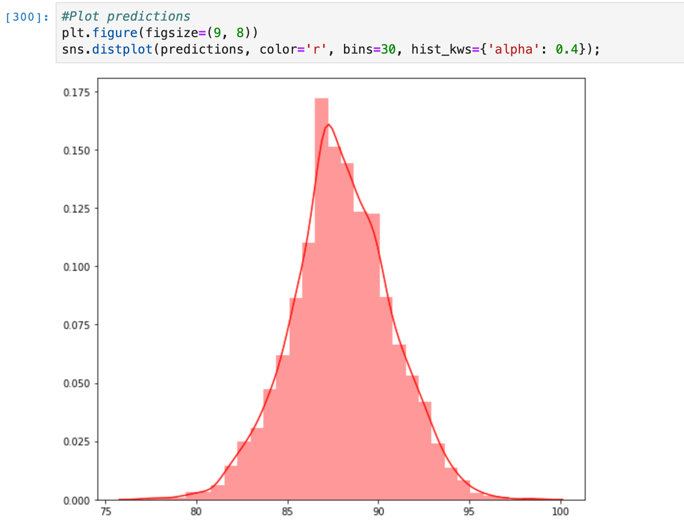 [300]: #Plot predictions
plt.figure(figsize=(9, 8))
sns.distplot(predictions, color='r', bins=30, hist_kws={'alpha': 0.4});
0.175
0.150
0.125
0.100
0.075
0.050
0.025
0.000
75 80 85 90 95 100